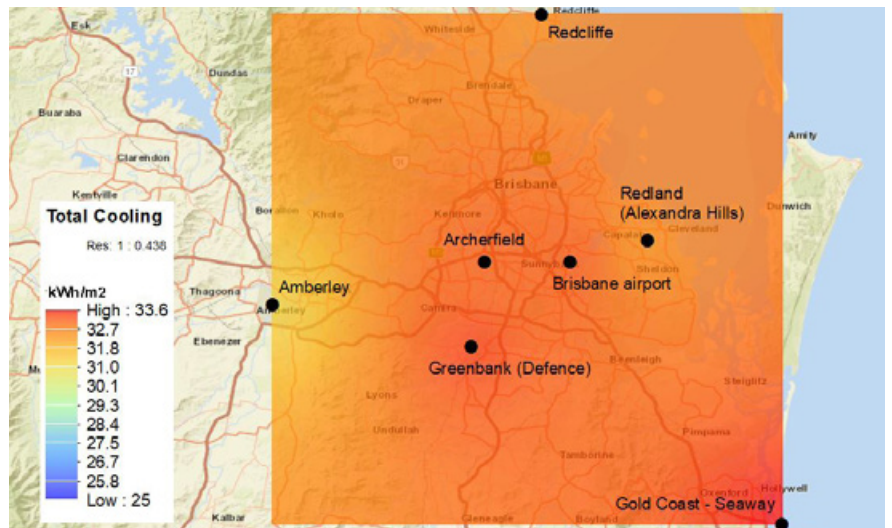 Esk
Whiteside
Redcliffe
Redcliffe
17
Dundas
Brendale
Draper
Buaraba
Amity
Clarendon
Brisbane
Redland
(Alexandra Hills)
Dunwich
Kentville
Total Cooling
Kholo
Kenmore
Cleveland
Res: 1 : 0.438
Archerfield
Sheldon
Brisbane airport
kWh/m2
Thagoona
Amberley
High : 33.6
32.7
31.8
31.0
30.1
29.3
28.4
27.5
26.7
25.8
Low : 25
Ebenezer
Greenbank (Defence)
Beenleigh
Steiglitz
Lyons
Undullah
Pimpama
Tamborine
Oxenford
Hollywell
Gold Coast - Seaway
Kalbar
Gleneagle
Boyland